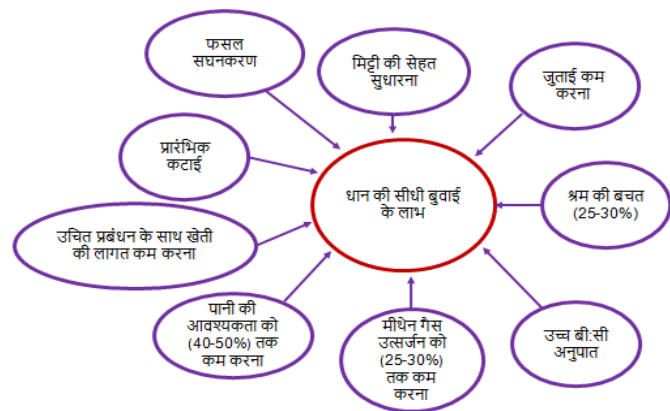 फसल
सघनकरण
मिट्टी की सेहत
सुधारना
जुताई कम
करना
प्रारंभिक
कटाई
धान की सीधी बुवाई
के लाभ
श्रम की बचत
(25-30%)
उचित प्रबंधन के साथ खेती
की लागत कम करना
पानी की
आवश्यकता को
(40-50%) तक
कम करना
मीथेन गैस
उत्सर्जन को
(25-30%)
तक कम
करना
उच्च बी:सी
अनुपात